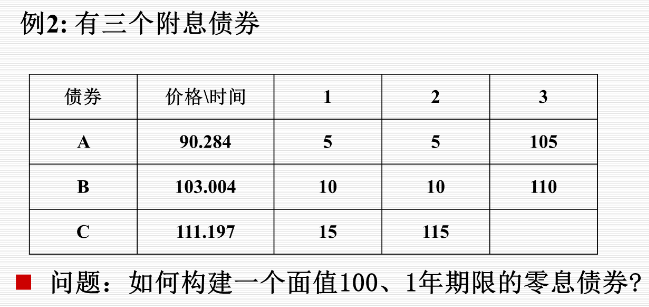 例2: 有三个附息债券
债券 价格\时间 1 2 3
A 90.284 5 5 105
B 103.004 10 10 110
C 111.197 15 115
问题：如何构建一个面值100、1年期限的零息债券?